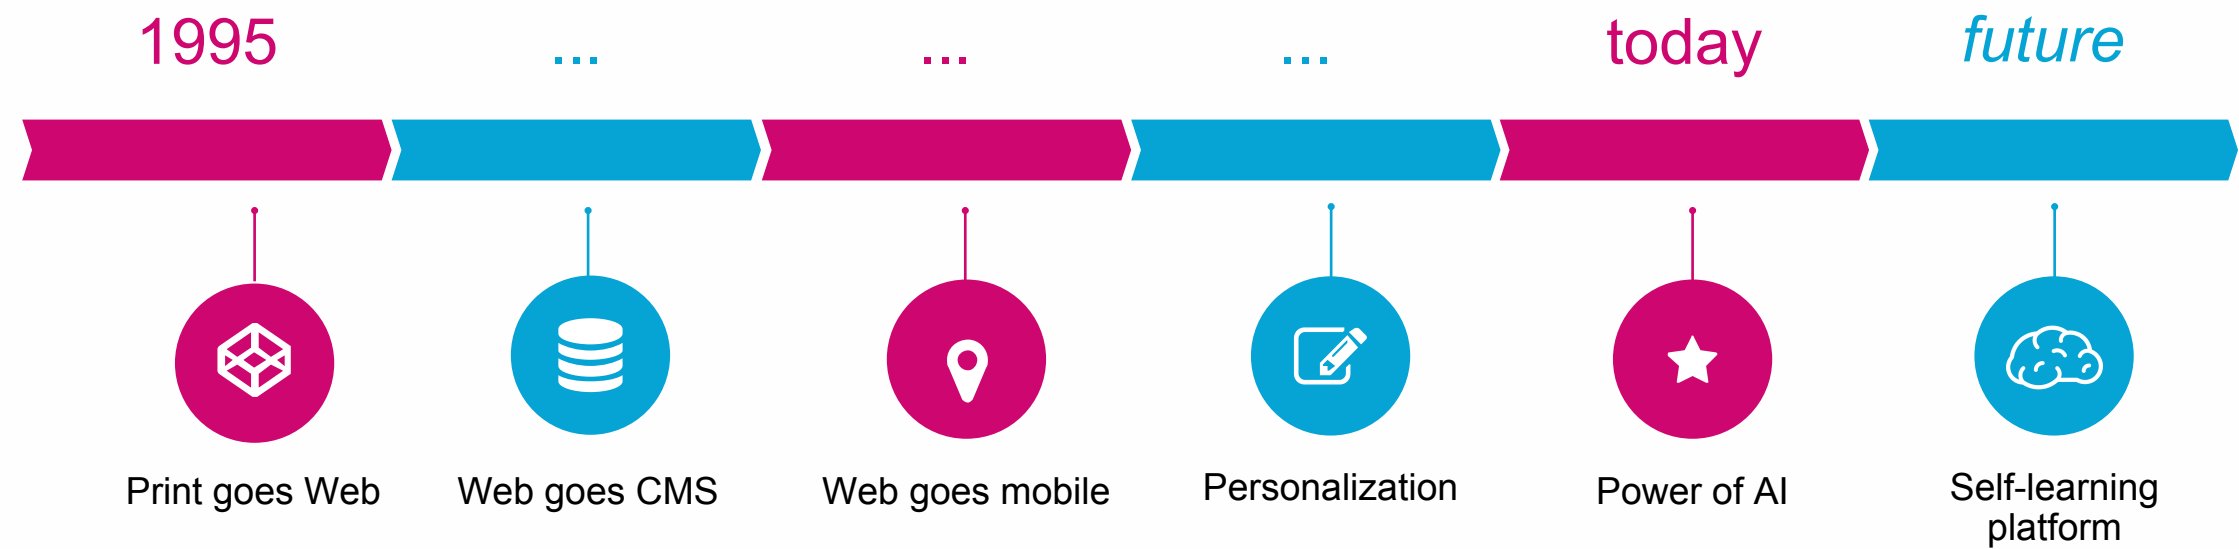 1995
...
...
...
today
future
Print goes Web
Web goes CMS
Web goes mobile
Personalization
Power of AI
Self-learning
platform